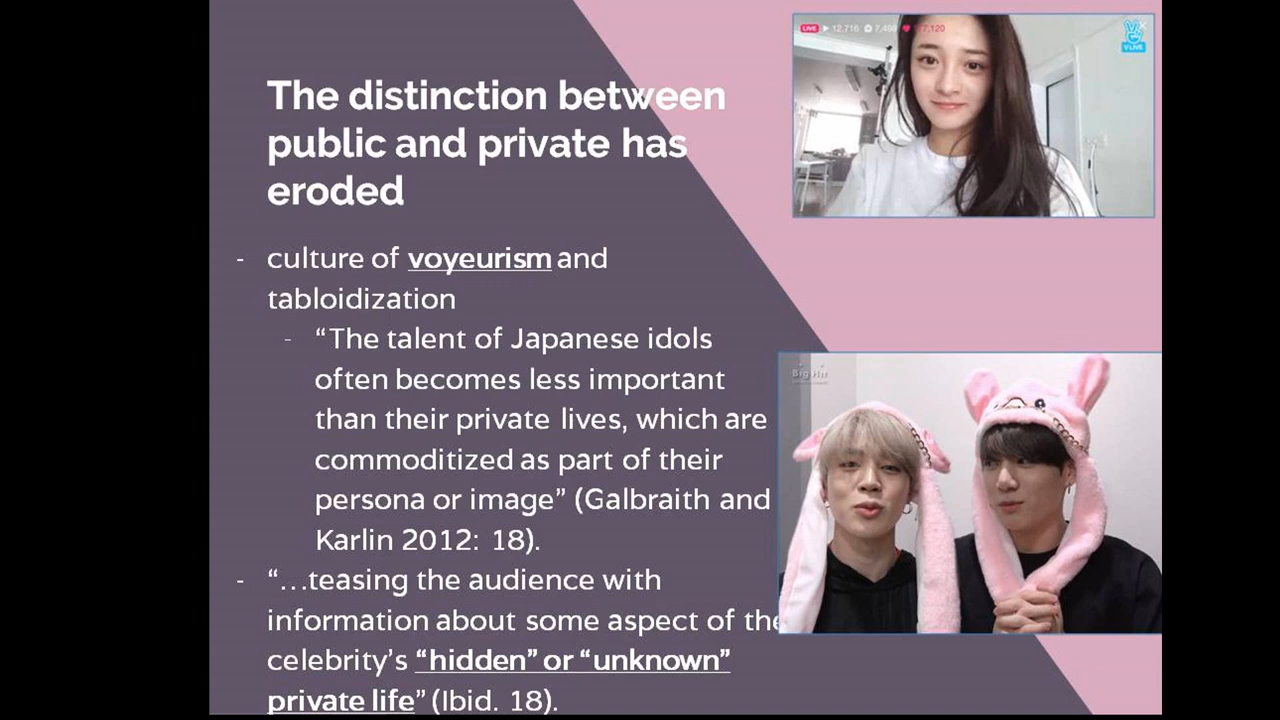 The distinction between
public and private has
eroded
- culture of voyeurism and
tabloidization
- “The talent of Japanese idols
often becomes less important
than their private lives, which are
commoditized as part of their
persona or image” (Galbraith and
Karlin 2012: 18).
- “...teasing the audience with
information about some aspect of the
celebrity’s “hidden” or “unknown”
private life” (Ibid. 18).
LIVE 12,716
V LIVE
Big Hit